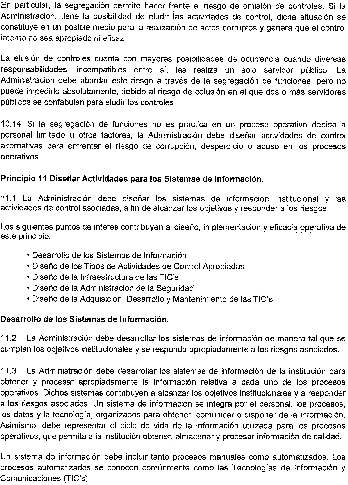 En particular, la segregación permite hacer frente al riesgo de omisión de controles. Si la
Administración tiene la posibilidad de eludir las actividades de control, dicha situación se
constituye en un posible medio para la realización de actos corruptos y genera que el control
interno no sea apropiado ni eficaz.
La elusión de controles cuenta con mayores posibilidades de ocurrencia cuando diversas
responsabilidades, incompatibles entre sí, las realiza un solo servidor público. La
Administración debe abordar este riesgo a través de la segregación de funciones, pero no
puede impedirlo absolutamente, debido al riesgo de colusión en el que dos o más servidores
públicos se confabulan para eludir los controles.
10.14 Si la segregación de funciones no es práctica en un proceso operativo debido a
personal limitado u otros factores, la Administración debe diseñar actividades de control
alternativas para enfrentar el riesgo de corrupción, desperdicio o abuso en los procesos
operativos.
Principio 11 Diseñar Actividades para los Sistemas de Información.
11.1 La Administración debe diseñar los sistemas de información institucional y las
actividades de control asociadas, a fin de alcanzar los objetivos y responder a los riesgos.
Los siguientes puntos de interés contribuyen al diseño, implementación y eficacia operativa de
este principio:
• Desarrollo de los Sistemas de Información
• Diseño de los Tipos de Actividades de Control Apropiadas
• Diseño de la Infraestructura de las TIC's
• Diseño de la Administración de la Seguridad
• Diseño de la Adquisición, Desarrollo y Mantenimiento de las TIC's
Desarrollo de los Sistemas de Información.
11.2 La Administración debe desarrollar los sistemas de información de manera tal que se
cumplan los objetivos institucionales y se responda apropiadamente a los riesgos asociados.
11.3 La Administración debe desarrollar los sistemas de información de la institución para
obtener y procesar apropiadamente la información relativa a cada uno de los procesos
operativos. Dichos sistemas contribuyen a alcanzar los objetivos institucionales y a responder
a los riesgos asociados. Un sistema de información se integra por el personal, los procesos,
los datos y la tecnología, organizados para obtener, comunicar o disponer de la información.
Asimismo, debe representar el ciclo de vida de la información utilizada para los procesos
operativos, que permita a la institución obtener, almacenar y procesar información de calidad.
Un sistema de información debe incluir tanto procesos manuales como automatizados. Los
procesos automatizados se conocen comúnmente como las Tecnologías de Información y
Comunicaciones (TIC's).